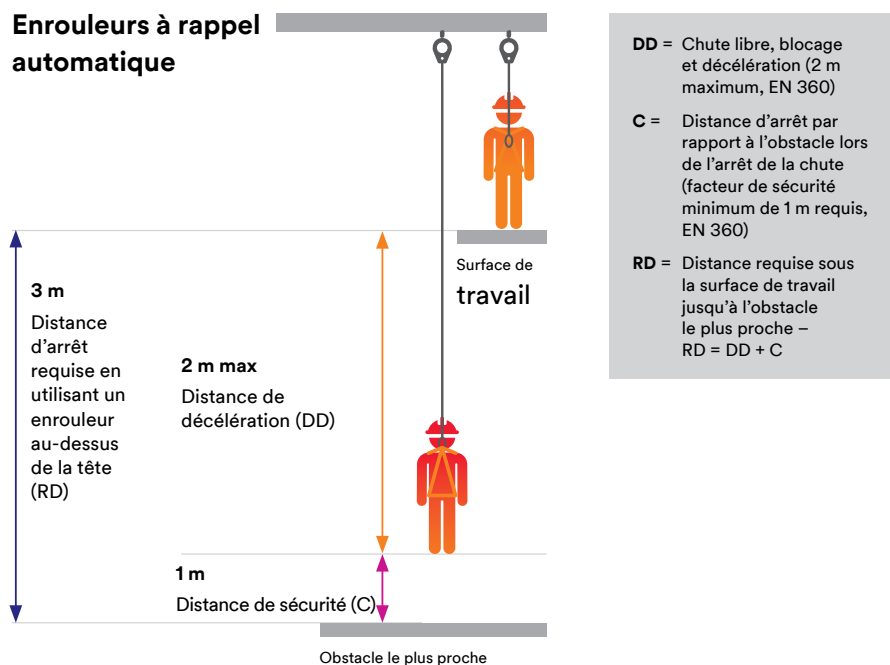 Enrouleurs à rappel
automatique
Surface de
travail
3 m
Distance
d'arrêt
requise en
utilisant un
enrouleur
au-dessus
de la tête
(RD)
2 m max
Distance de
décélération (DD)
1 m
Distance de sécurité (C)
Obstacle le plus proche
DD = Chute libre, blocage
et décélération (2 m
maximum, EN 360)
C = Distance d'arrêt par
rapport à l'obstacle lors
de l'arrêt de la chute
(facteur de sécurité
minimum de 1 m requis,
EN 360)
RD = Distance requise sous
la surface de travail
jusqu'à l'obstacle
le plus proche –
RD = DD + C